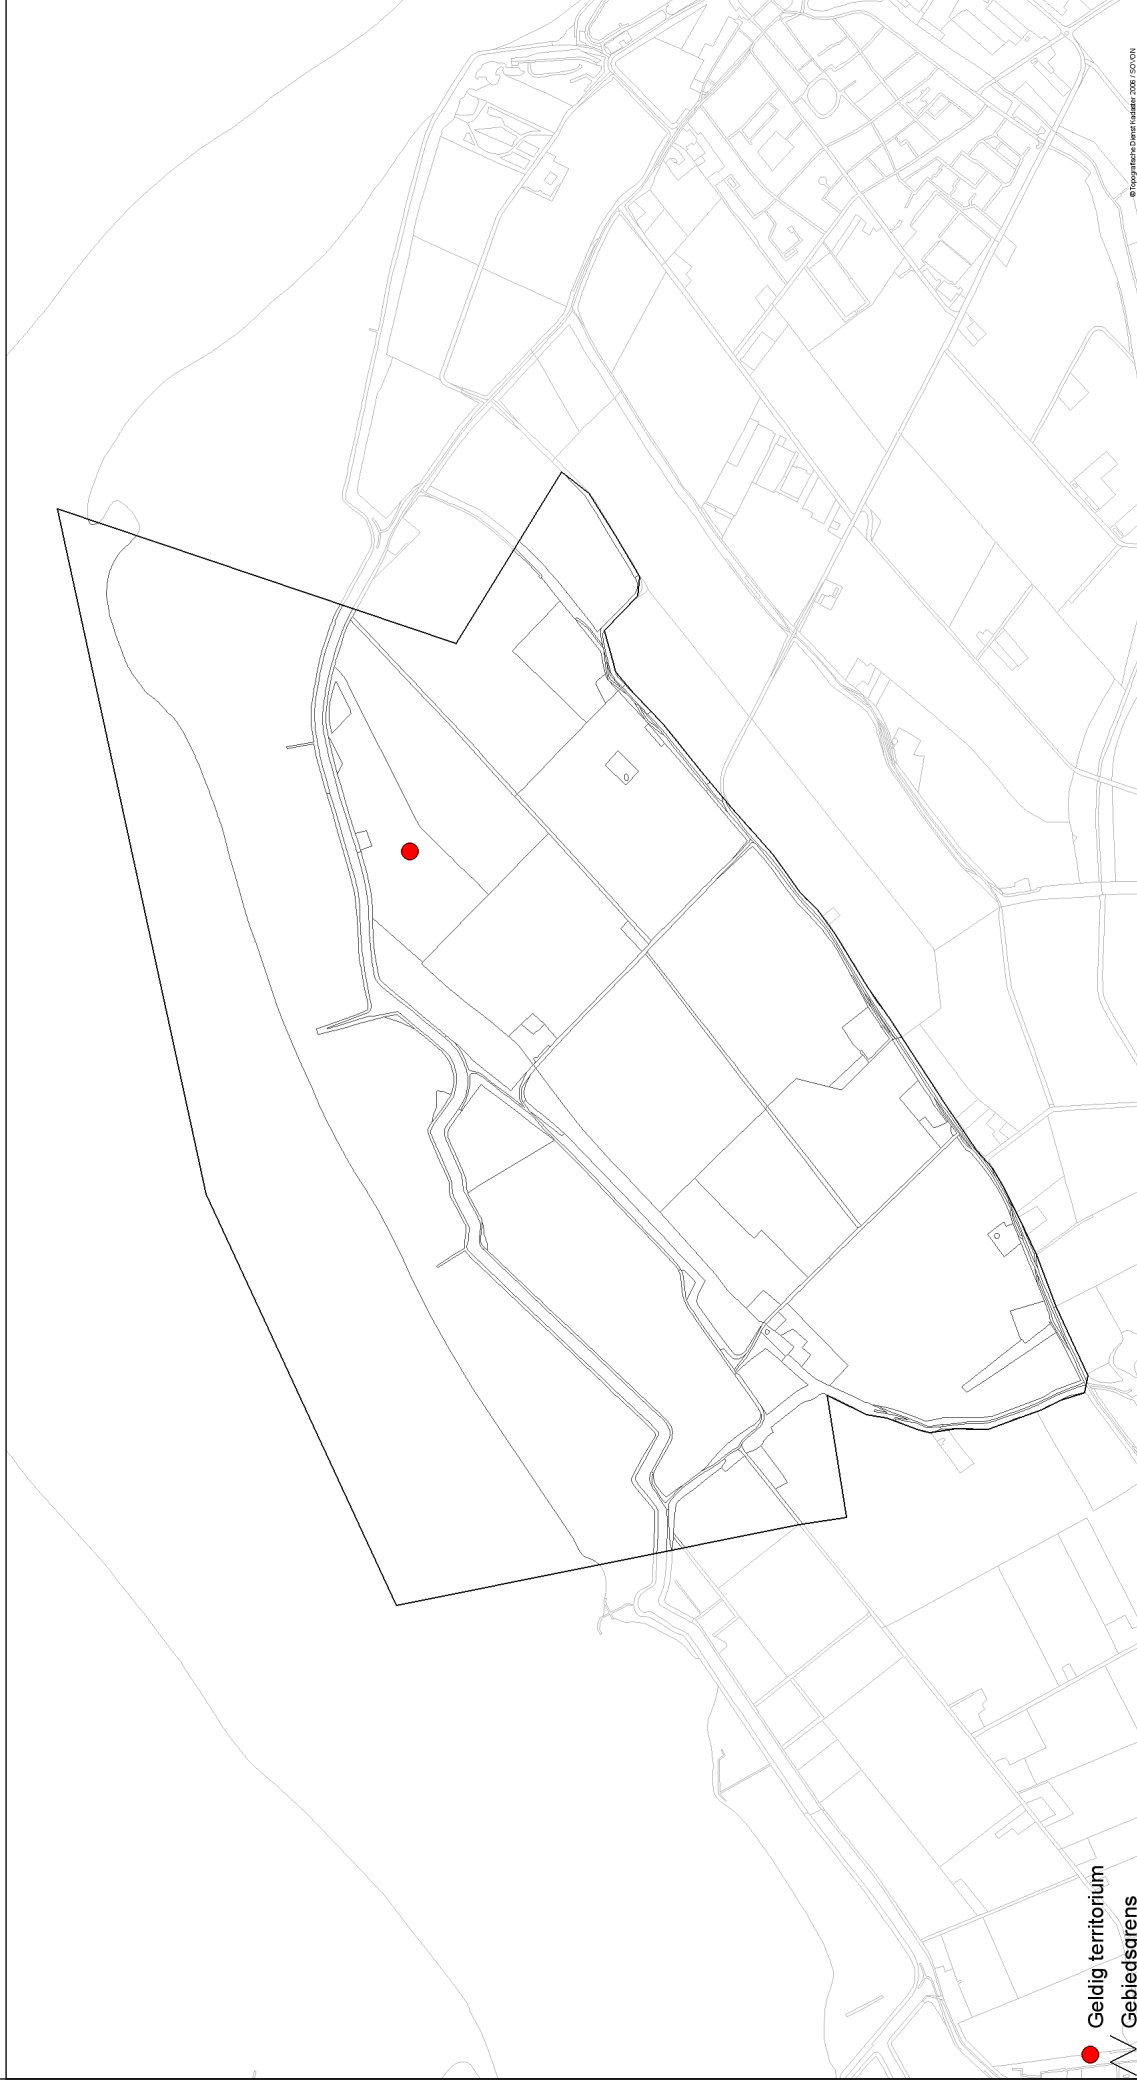 © Topografische Dienst Kadaster 2006 / SOVON
Geldig territorium
Gebiedsgrens